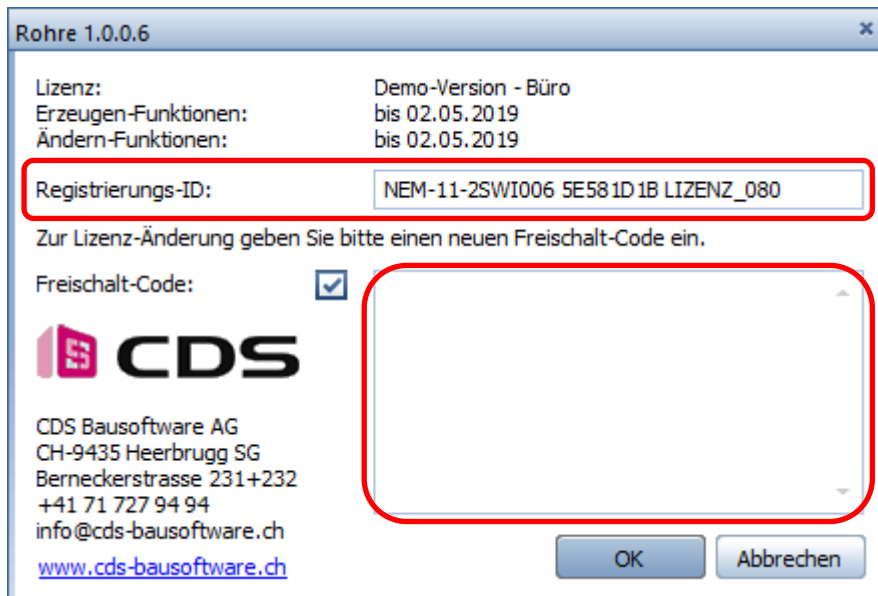 Rohre 1.0.0.6
Lizenz: Demo-Version - Büro
Erzeugen-Funktionen: bis 02.05.2019
Ändern-Funktionen: bis 02.05.2019
Registrierungs-ID: NEM-11-2SWI006 5E581D1B LIZENZ_080
Zur Lizenz-Änderung geben Sie bitte einen neuen Freischalt-Code ein.
Freischalt-Code:
CDS
CDS Bausoftware AG
CH-9435 Heerbrugg SG
Berneckerstrasse 231+232
+41 71 727 94 94
info@cds-bausoftware.ch
www.cds-bausoftware.ch
OK Abbrechen